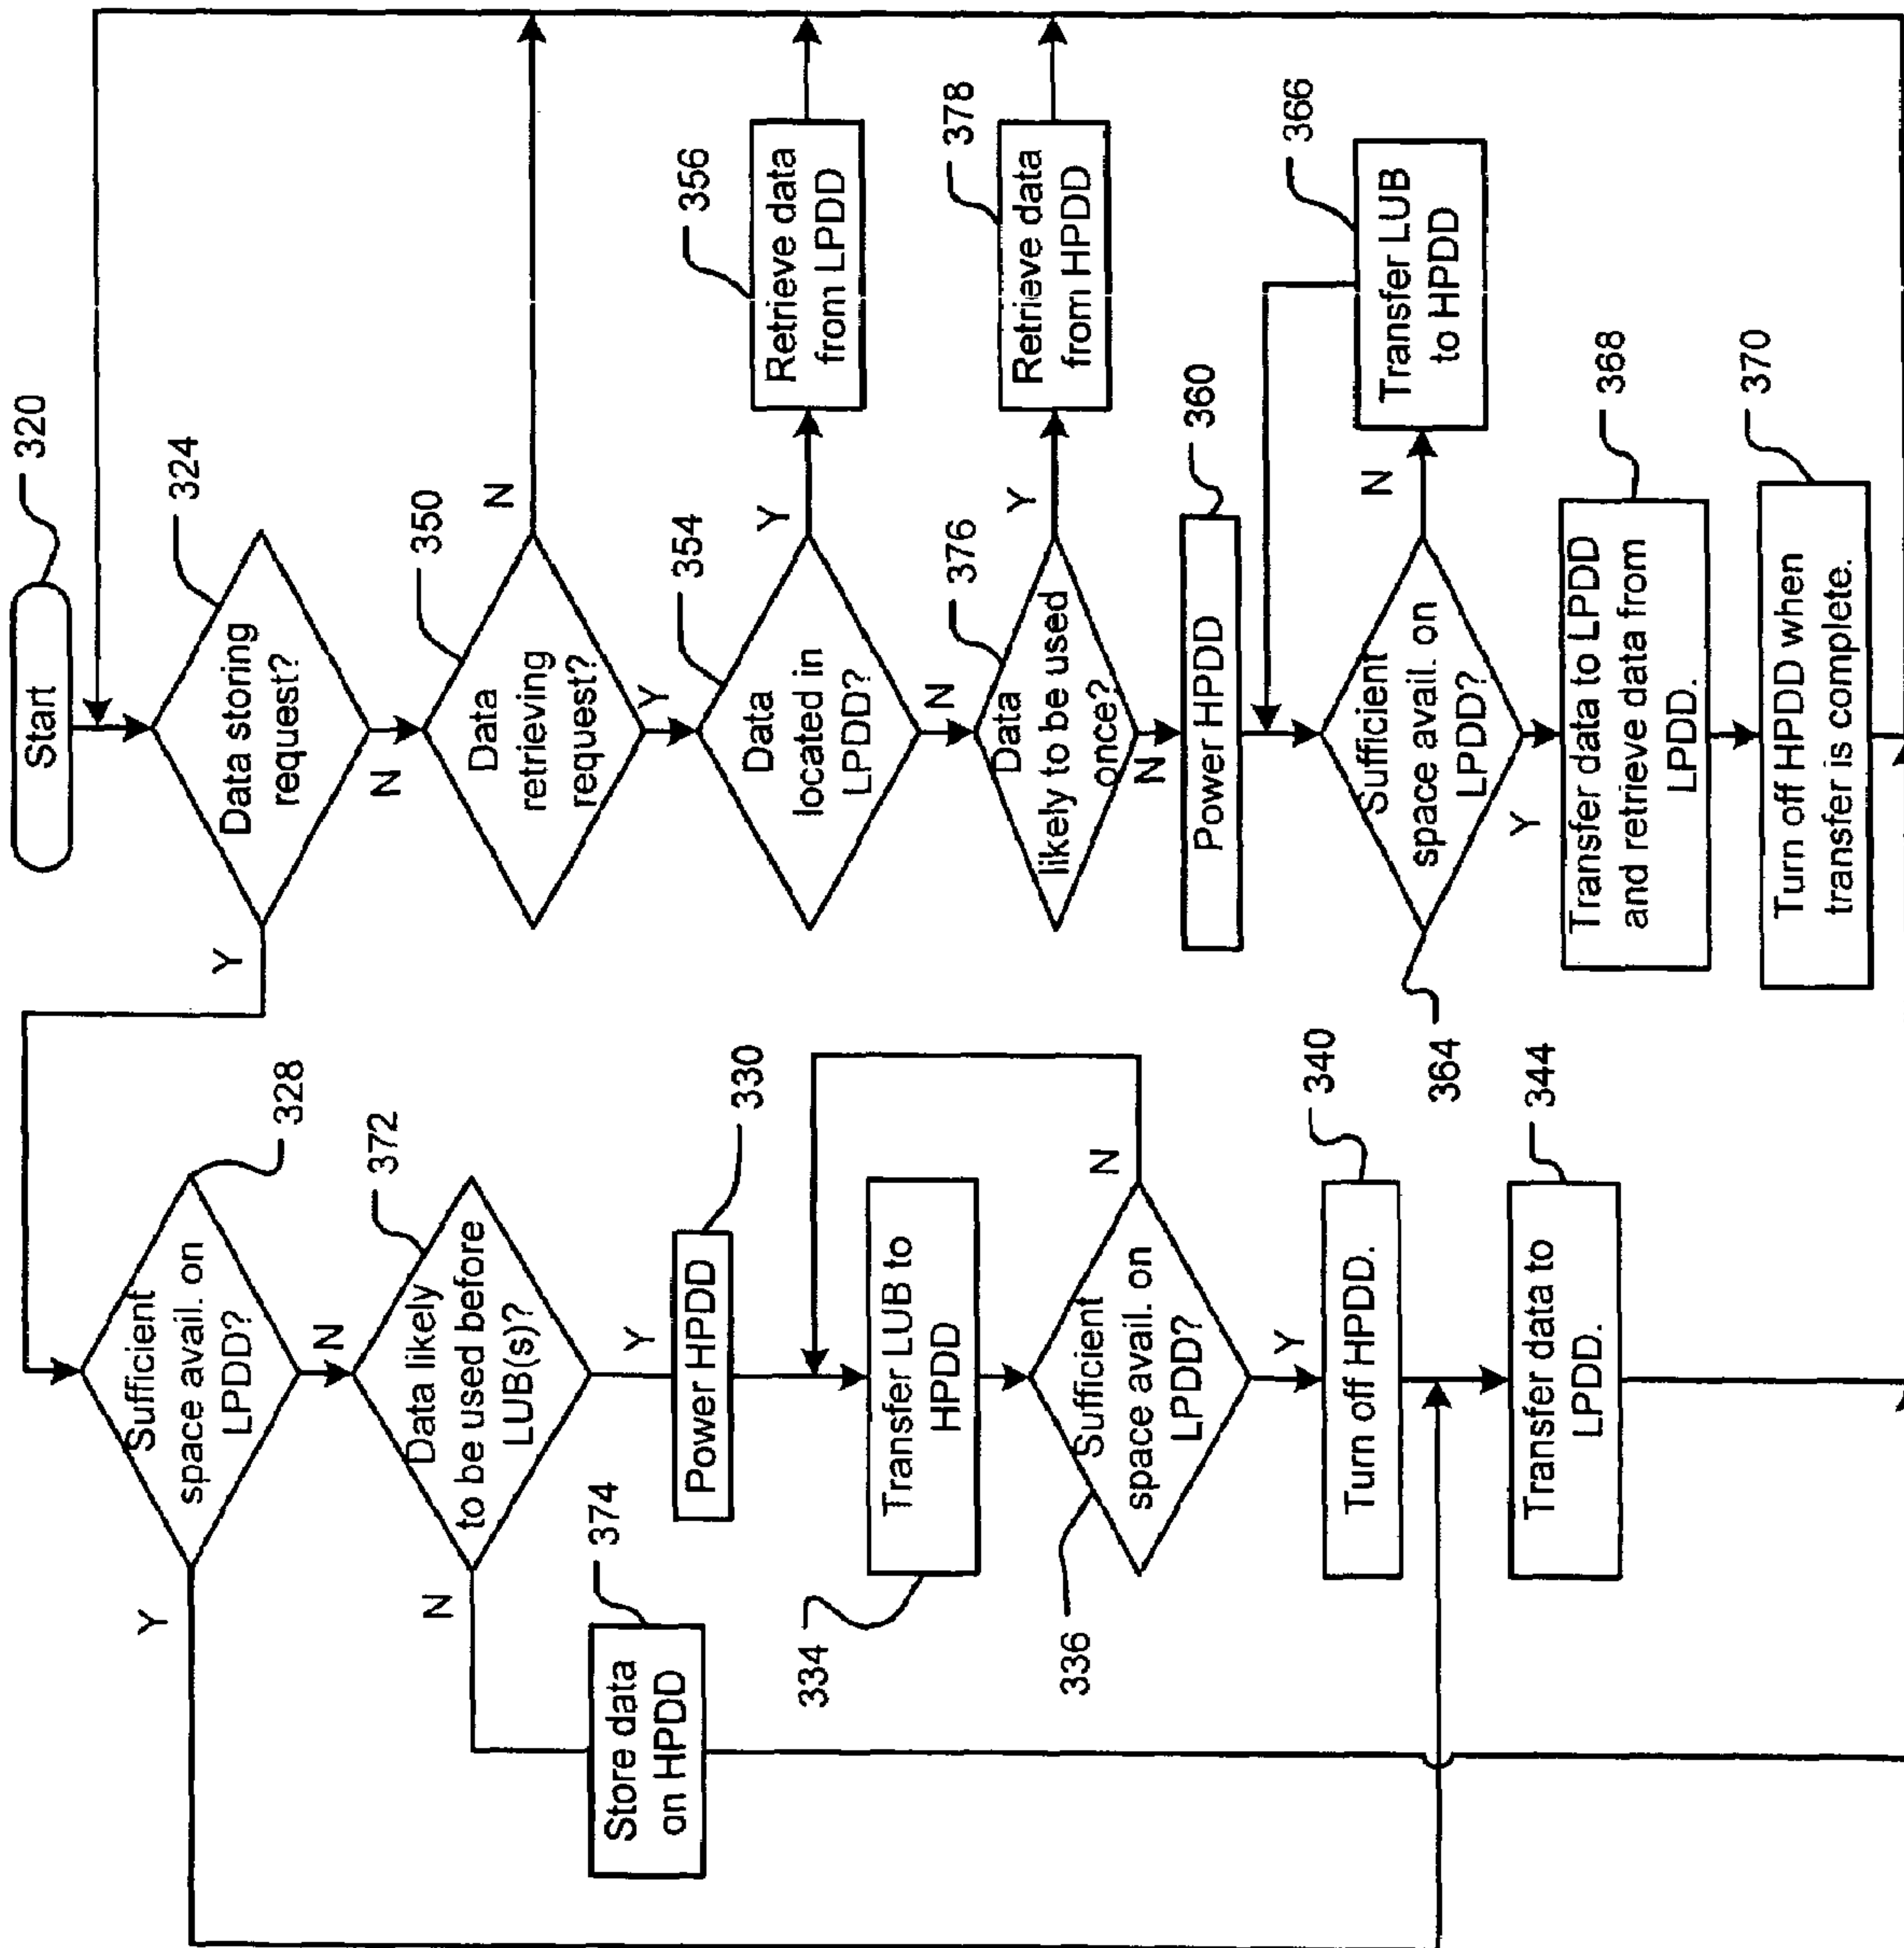 Start
320
Data storing
request?
324
Y
N
Data
retrieving
request?
350
N
Y
Data
located in
LPDD?
354
Y
N
Retrieve data
from LPDD
356
Data
likely to be used
once?
376
Y
N
Retrieve data
from HPDD
378
Power HPDD
360
Sufficient
space avail. on
LPDD?
364
N
Y
Transfer LUB
to HPDD
366
Transfer data to LPDD
and retrieve data from
LPDD.
368
Turn off HPDD when
transfer is complete.
370
Sufficient
space avail. on
LPDD?
328
Y
N
Data likely
to be used before
LUB(s)?
372
N
Y
Store data
on HPDD
374
Power HPDD
330
Transfer LUB to
HPDD
334
Sufficient
space avail. on
LPDD?
336
N
Y
Turn off HPDD.
340
Transfer data to
LPDD.
344